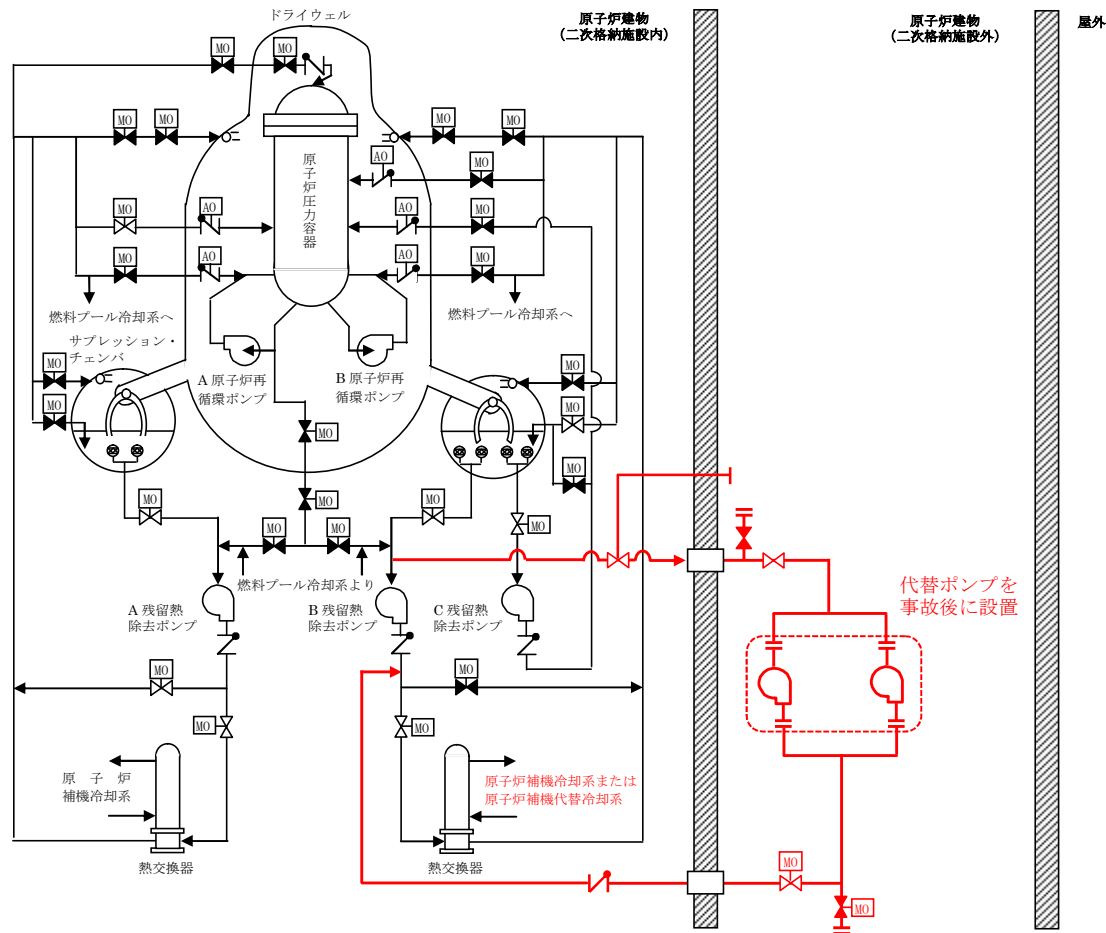 ドライウェル
原子炉建物
(二次格納施設内)
原子炉建物
(二次格納施設外)
屋外
MO
MO
MO
MO
MO
MO
原子炉圧力容器
AO
MO
MO
AO
AO
MO
MO
AO
AO
MO
燃料プール冷却系へ
燃料プール冷却系へ
サプレッション・
チェンバ
MO
MO
A 原子炉再
循環ポンプ
B 原子炉再
循環ポンプ
MO
MO
MO
MO
MO
MO
MO
MO
MO
MO
MO
燃料プール冷却系より
代替ポンプを
事故後に設置
A 残留熱
除去ポンプ
B 残留熱
除去ポンプ
C 残留熱
除去ポンプ
MO
MO
MO
MO
原子炉
補機冷却系
原子炉補機冷却系または
原子炉補機代替冷却系
熱交換器
熱交換器
MO
MO